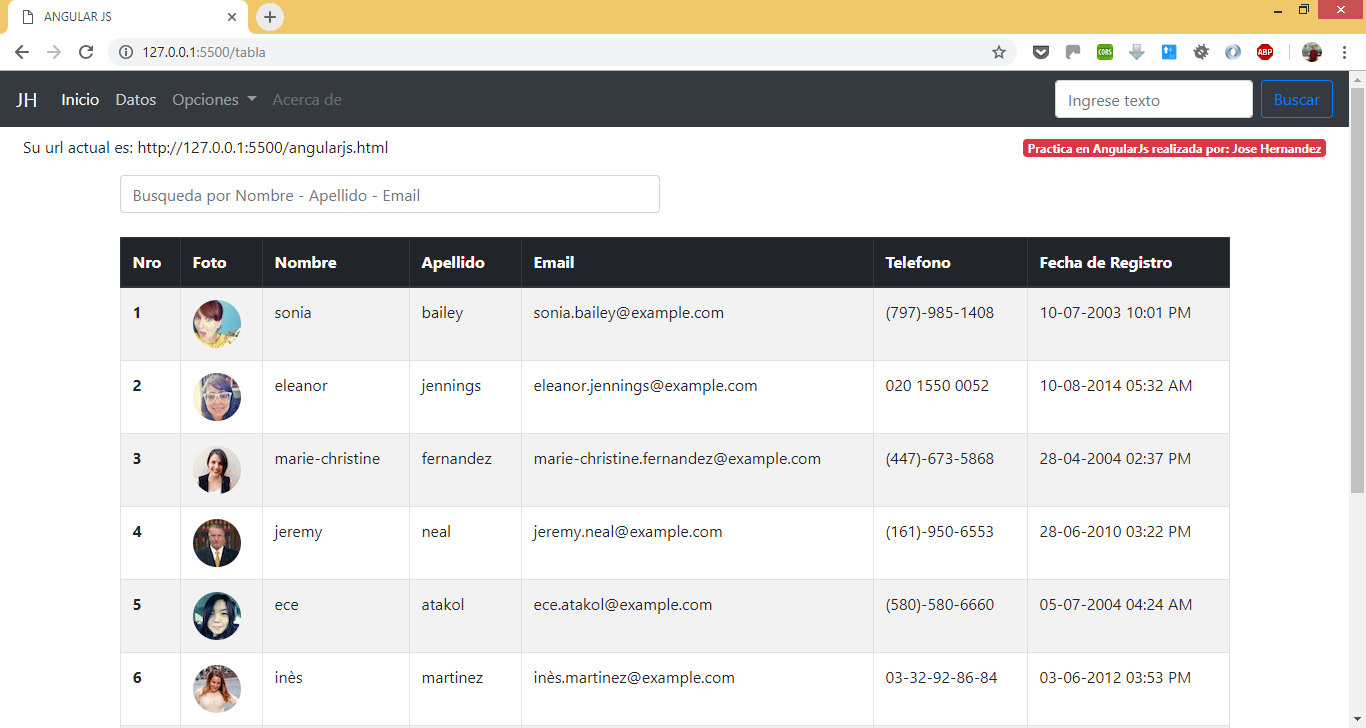 ANGULAR JS
127.0.0.1:5500/tabla
CORS
ABP
JH Inicio Datos Opciones Acerca de Ingrese texto Buscar
Su url actual es: http://127.0.0.1:5500/angularjs.html
Practica en AngularJs realizada por: Jose Hernandez
Busqueda por Nombre - Apellido - Email
Nro Foto Nombre Apellido Email Telefono Fecha de Registro
1 sonia bailey sonia.bailey@example.com (797)-985-1408 10-07-2003 10:01 PM
2 eleanor jennings eleanor.jennings@example.com 020 1550 0052 10-08-2014 05:32 AM
3 marie-christine fernandez marie-christine.fernandez@example.com (447)-673-5868 28-04-2004 02:37 PM
4 jeremy neal jeremy.neal@example.com (161)-950-6553 28-06-2010 03:22 PM
5 ece atakol ece.atakol@example.com (580)-580-6660 05-07-2004 04:24 AM
6 inès martinez inès.martinez@example.com 03-32-92-86-84 03-06-2012 03:53 PM